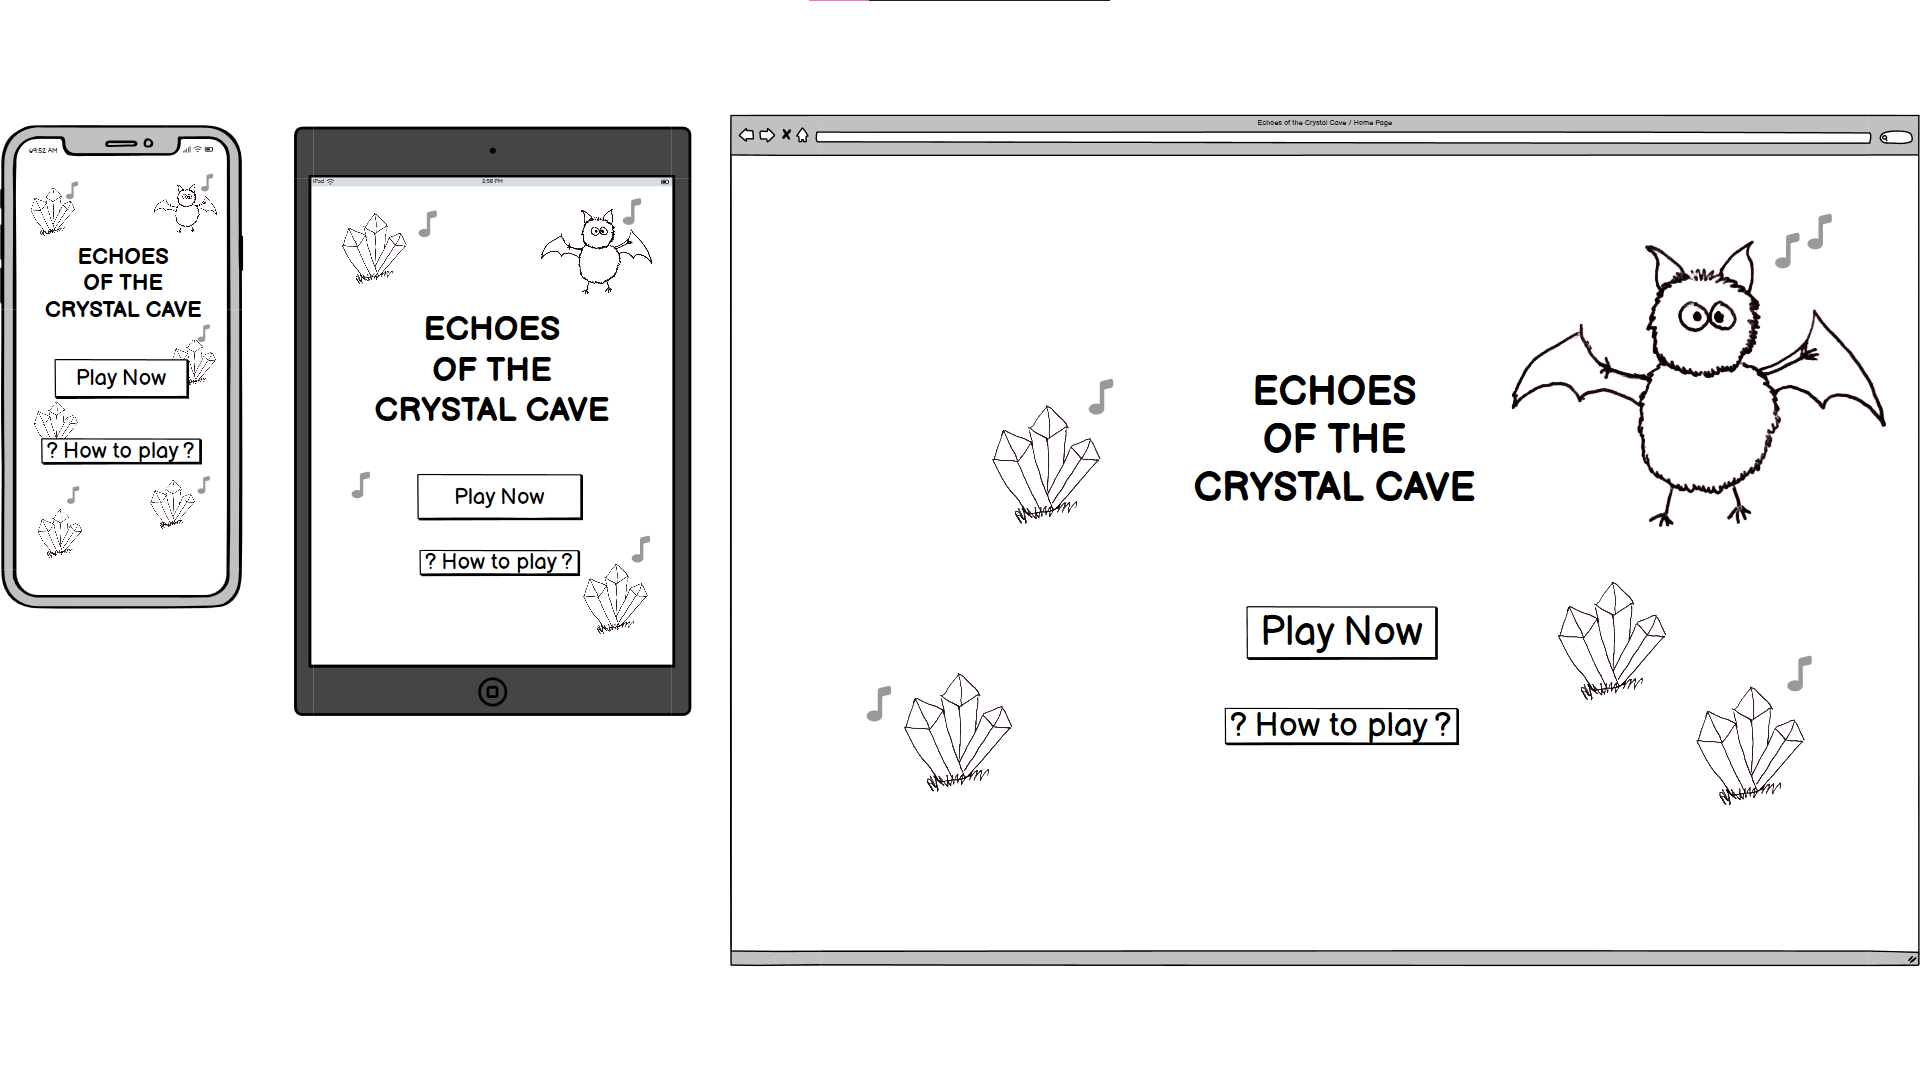 09:52 AM
ECHOES
OF THE
CRYSTAL CAVE
Play Now
? How to play ?
iPad
2:58 PM
ECHOES
OF THE
CRYSTAL CAVE
Play Now
? How to play ?
Echoes of the Crystal Cave / Home Page
ECHOES
OF THE
CRYSTAL CAVE
Play Now
? How to play ?